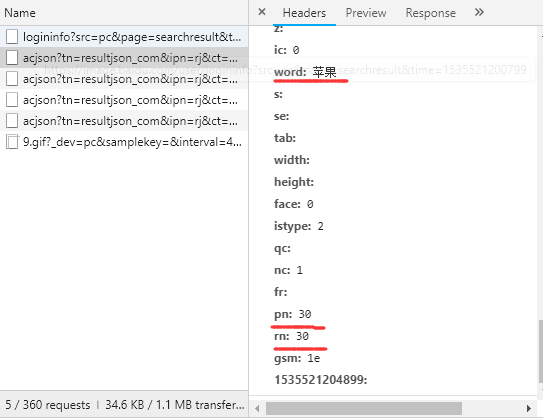 Name
× Headers Preview Response »
logininfo?src=pc&page=searchresult&t...
acjson?tn=resultjson_com&ipn=rj&ct=...
acjson?tn=resultjson_com&ipn=rj&ct=...
acjson?tn=resultjson_com&ipn=rj&ct=...
acjson?tn=resultjson_com&ipn=rj&ct=...
9.gif?_dev=pc&samplekey=&interval=4...
5 / 360 requests | 34.6 KB / 1.1 MB transfer...
z:
ic: 0
word: 苹果
s:
se:
tab:
width:
height:
face: 0
istype: 2
qc:
nc: 1
fr:
pn: 30
rn: 30
gsm: 1e
1535521204899: